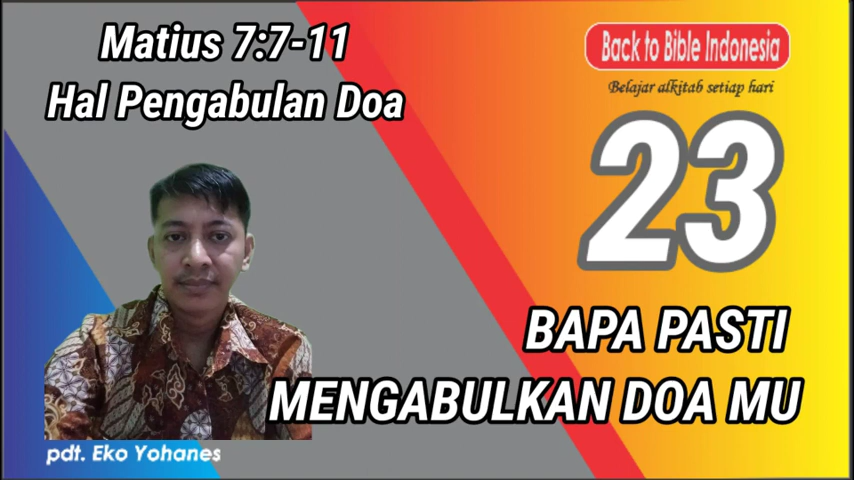 Matius 7:7-11
Hal Pengabulan Doa
Back to Bible Indonesia
Belajar alkitab setiap hari
23
BAPA PASTI
MENGABULKAN DOA MU
pdt. Eko Yohanes